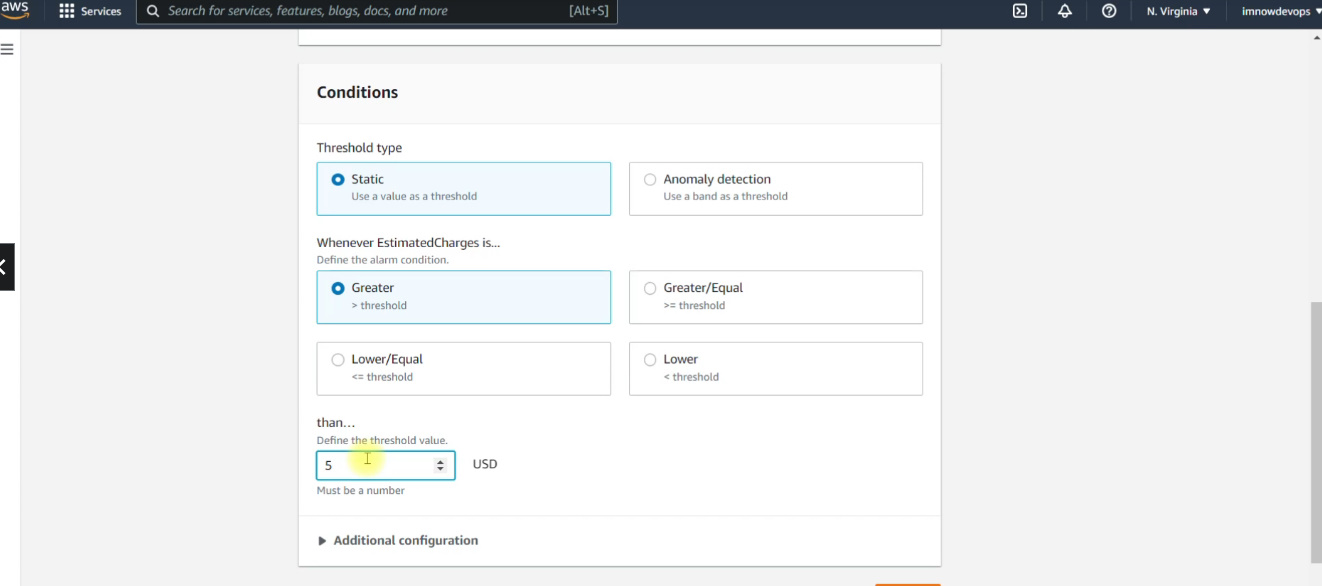 aws
Services
Search for services, features, blogs, docs, and more
[Alt+S]
N. Virginia
imnowdevops
Conditions
Threshold type
Static
Use a value as a threshold
Anomaly detection
Use a band as a threshold
Whenever EstimatedCharges is...
Define the alarm condition.
Greater
> threshold
Greater/Equal
>= threshold
Lower/Equal
<= threshold
Lower
< threshold
than...
Define the threshold value.
5
USD
Must be a number
Additional configuration